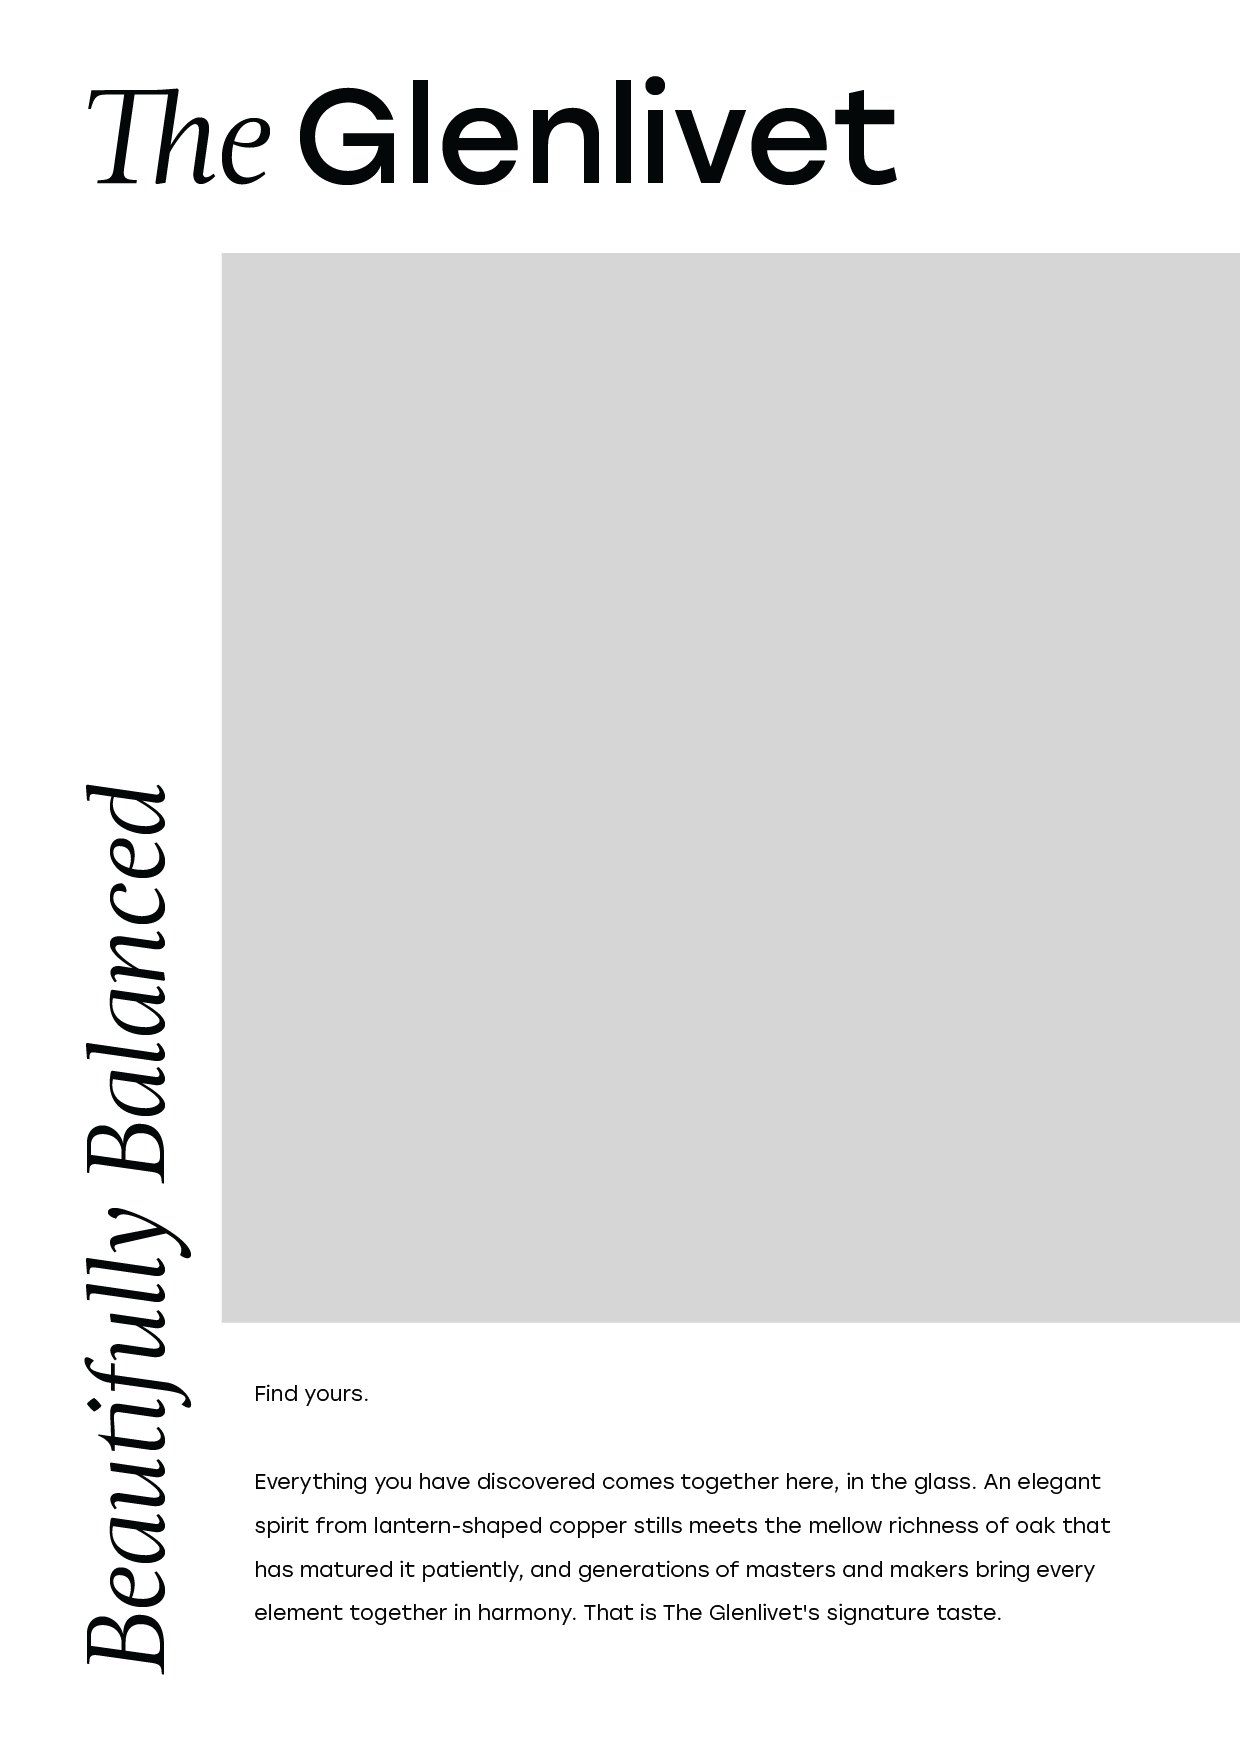 The Glenlivet
Beautifully Balanced
Find yours.
Everything you have discovered comes together here, in the glass. An elegant
spirit from lantern-shaped copper stills meets the mellow richness of oak that
has matured it patiently, and generations of masters and makers bring every
element together in harmony. That is The Glenlivet's signature taste.